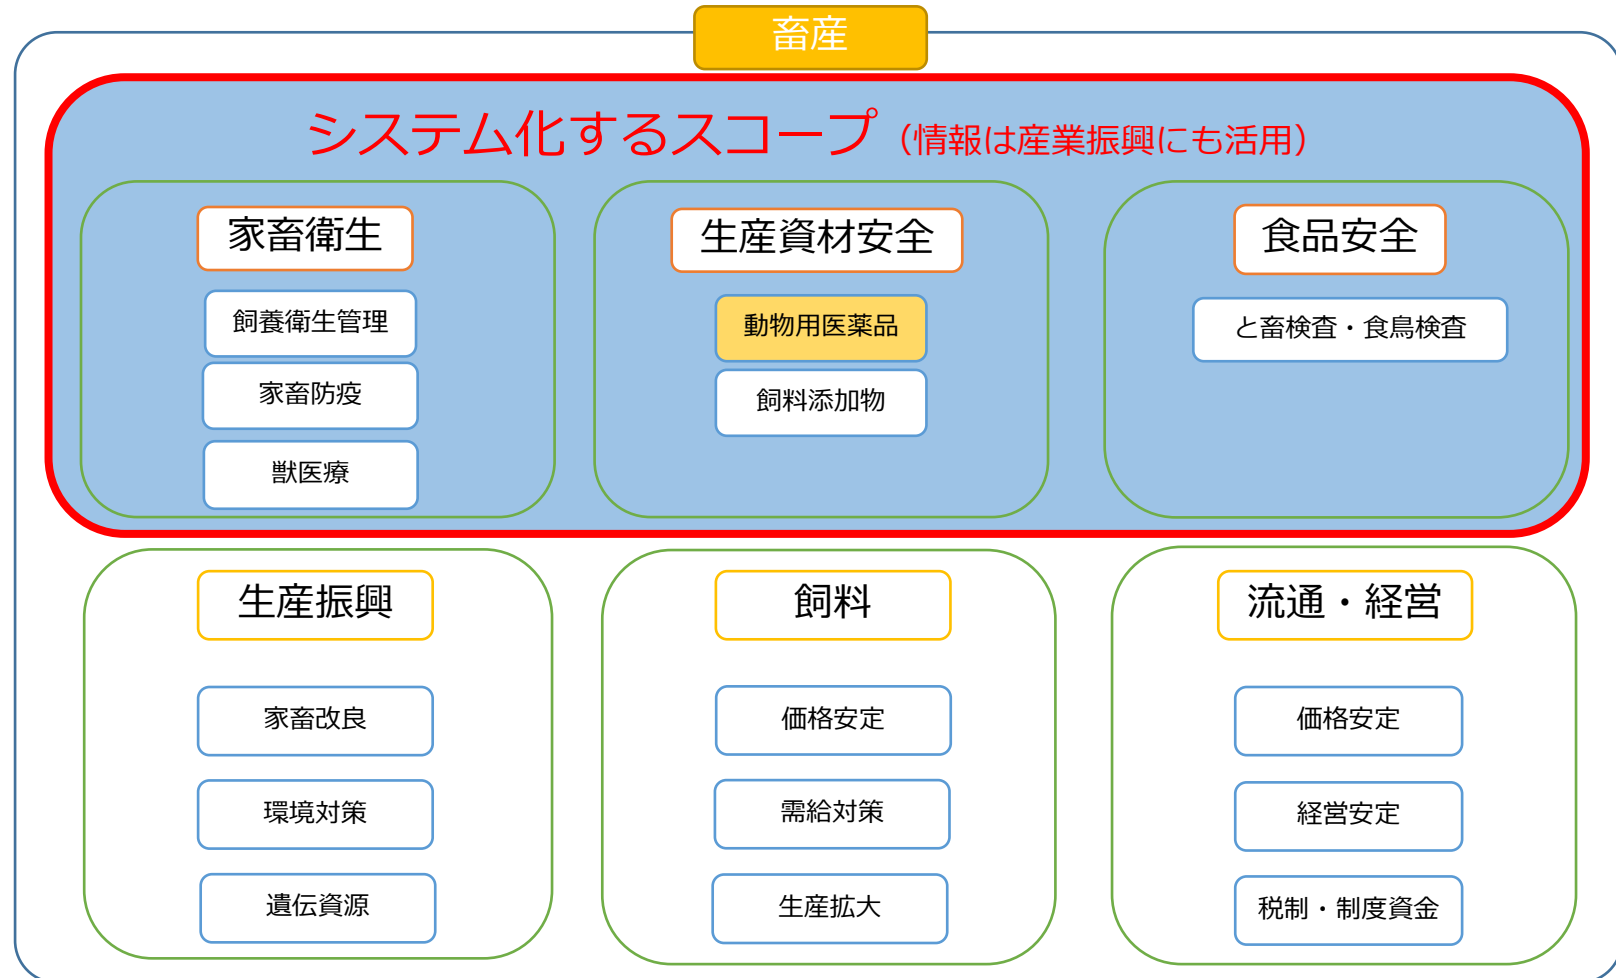 畜産
システム化するスコープ（情報は産業振興にも活用）
家畜衛生
飼養衛生管理
家畜防疫
獣医療
生産資材安全
動物用医薬品
飼料添加物
食品安全
と畜検査・食鳥検査
生産振興
家畜改良
環境対策
遺伝資源
飼料
価格安定
需給対策
生産拡大
流通・経営
価格安定
経営安定
税制・制度資金